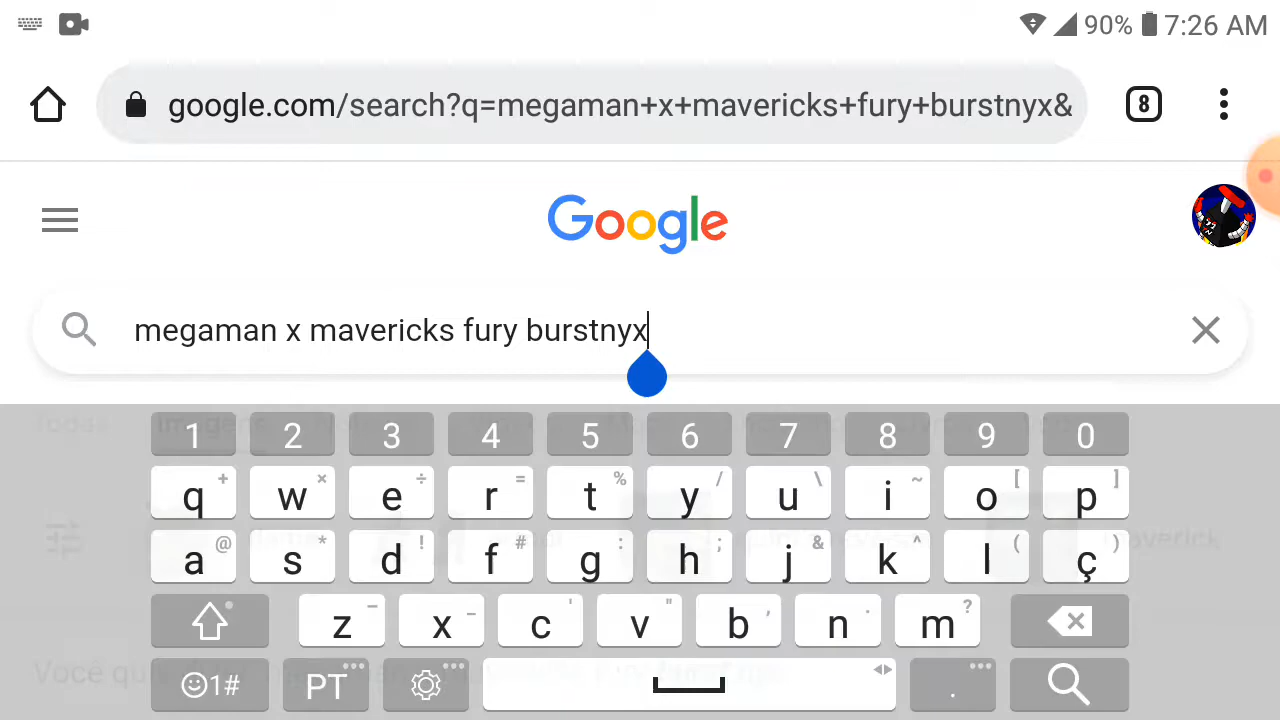 90% 7:26 AM
google.com/search?q=megaman+x+mavericks+fury+burstnyx& 8
Google
megaman x mavericks fury burstnyx
1 2 3 4 5 6 7 8 9 0
q + w × e ÷ r = t % y / u \ i ~ o [ p ]
a @ s * d ! f # g : h ; j & k ^ l ( ç )
z – x _ c ' v " b , n . m ?
1# PT .